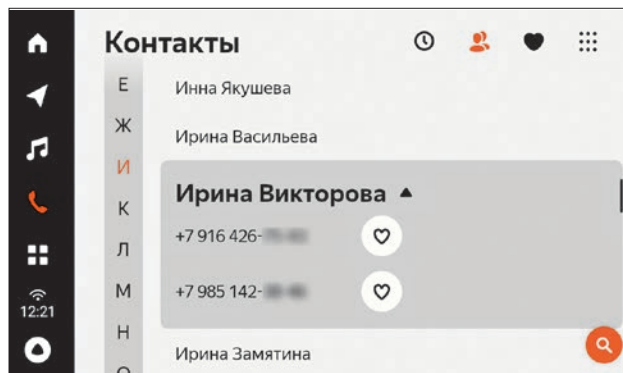 Контакты
Е
Ж
И
К
Л
М
Н
О
Инна Якушева
Ирина Васильева
Ирина Викторова
+7 916 426-
+7 985 142-
Ирина Замятина
12:21